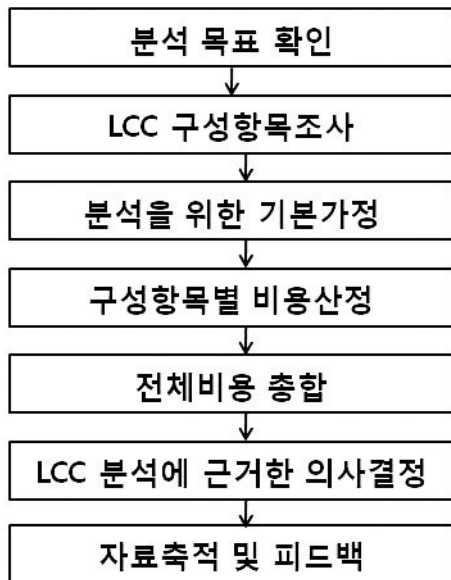 분석 목표 확인
LCC 구성항목조사
분석을 위한 기본가정
구성항목별 비용산정
전체비용 총합
LCC 분석에 근거한 의사결정
자료축적 및 피드백